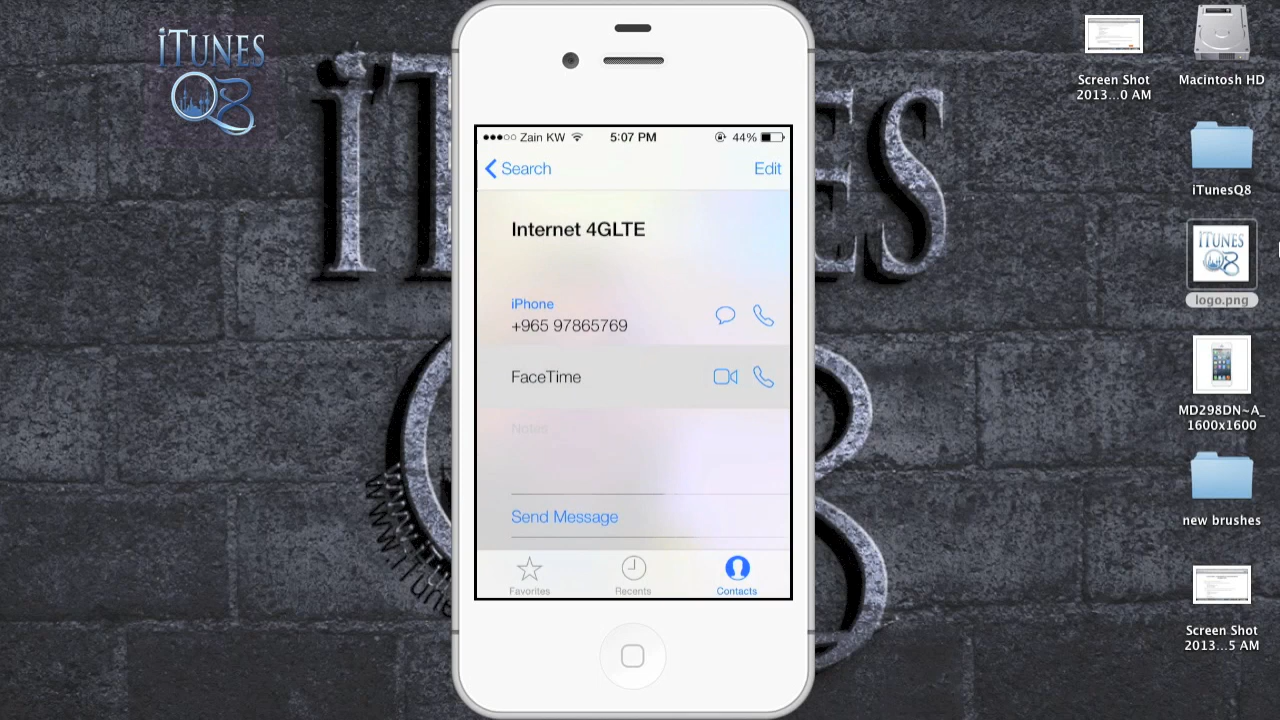 iTUNES
Q8
Zain KW
5:07 PM
44%
Search
Edit
Internet 4GLTE
iPhone
+965 97865769
FaceTime
Notes
Send Message
Favorites
Recents
Contacts
Screen Shot
2013...0 AM
Macintosh HD
iTunesQ8
iTUNES
Q8
logo.png
MD298DN~A_
1600x1600
new brushes
Screen Shot
2013...5 AM